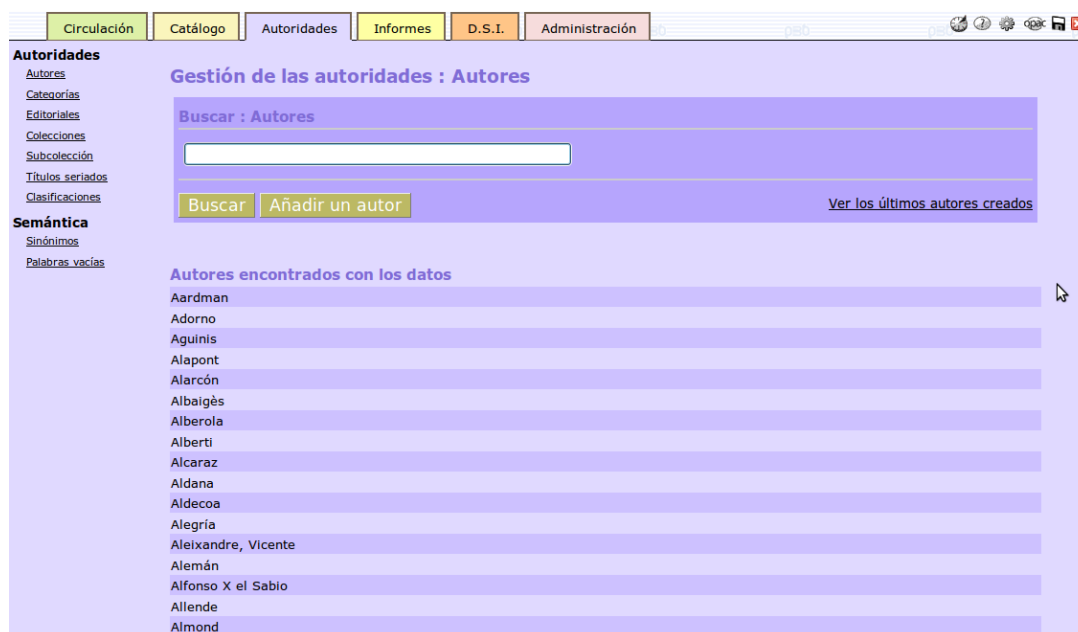 Circulación Catálogo Autoridades Informes D.S.I. Administración opac
Autoridades
Autores
Categorías
Editoriales
Colecciones
Subcolección
Títulos seriados
Clasificaciones
Semántica
Sinónimos
Palabras vacías
Gestión de las autoridades : Autores
Buscar : Autores
Buscar Añadir un autor Ver los últimos autores creados
Autores encontrados con los datos
Aardman
Adorno
Aguinis
Alapont
Alarcón
Albaigès
Alberola
Alberti
Alcaraz
Aldana
Aldecoa
Alegría
Aleixandre, Vicente
Alemán
Alfonso X el Sabio
Allende
Almond